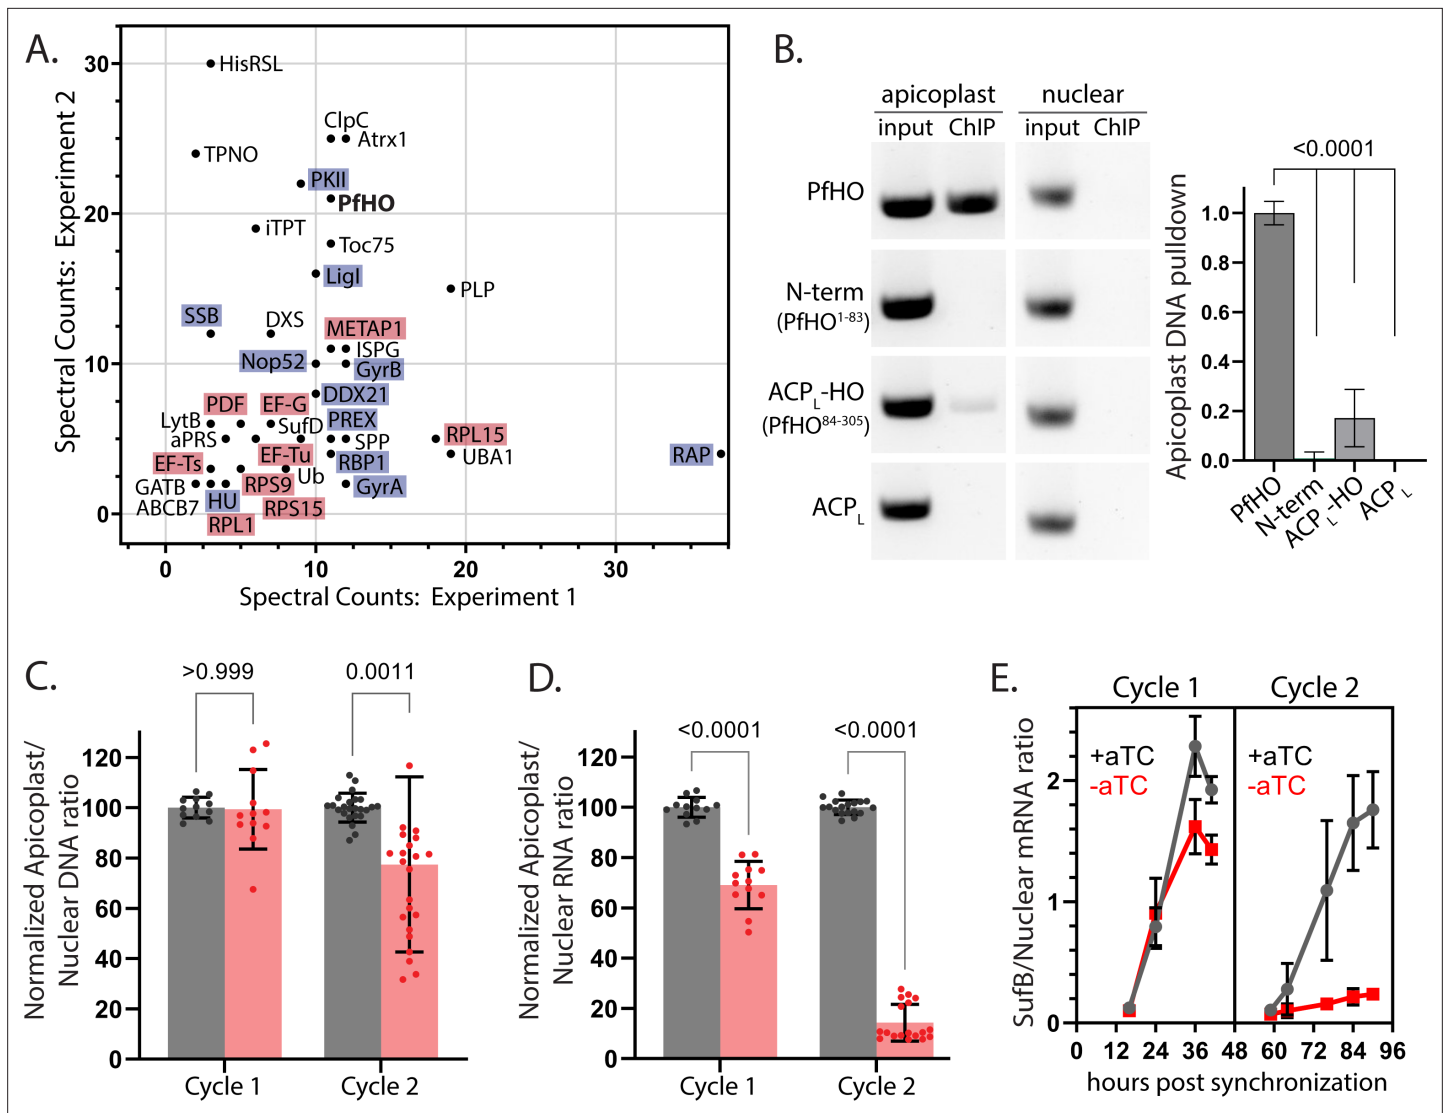 A.
Spectral Counts: Experiment 2
30
20
10
0
HisRSL
ClpC
Atrx1
TPNO
PKII
PfHO
iTPT
Toc75
LigI
PLP
SSB
DXS
METAP1
ISPG
Nop52
GyrB
DDX21
PDF
EF-G
PREX
LytB
SufD
aPRS
SPP
RPL15
EF-Ts
EF-Tu
RBP1
UBA1
RAP
Ub
GATB
RPS9
GyrA
ABCB7
HU
RPS15
RPL1
0 10 20 30
Spectral Counts: Experiment 1
B.
apicoplast nuclear
input ChIP input ChIP
PfHO
N-term
(PfHO1-83)
ACPL-HO
(PfHO84-305)
ACPL
<0.0001
Apicoplast DNA pulldown
1.0
0.8
0.6
0.4
0.2
0.0
PfHO
N-term
ACPL-HO
ACPL
C.
>0.999 0.0011
Normalized Apicoplast/
Nuclear DNA ratio
120
100
80
60
40
20
0
Cycle 1 Cycle 2
D.
<0.0001 <0.0001
Normalized Apicoplast/
Nuclear RNA ratio
120
100
80
60
40
20
0
Cycle 1 Cycle 2
E.
Cycle 1 Cycle 2
SufB/Nuclear mRNA ratio
2
1
0
+aTC
-aTC
+aTC
-aTC
0 12 24 36 48 60 72 84 96
hours post synchronization